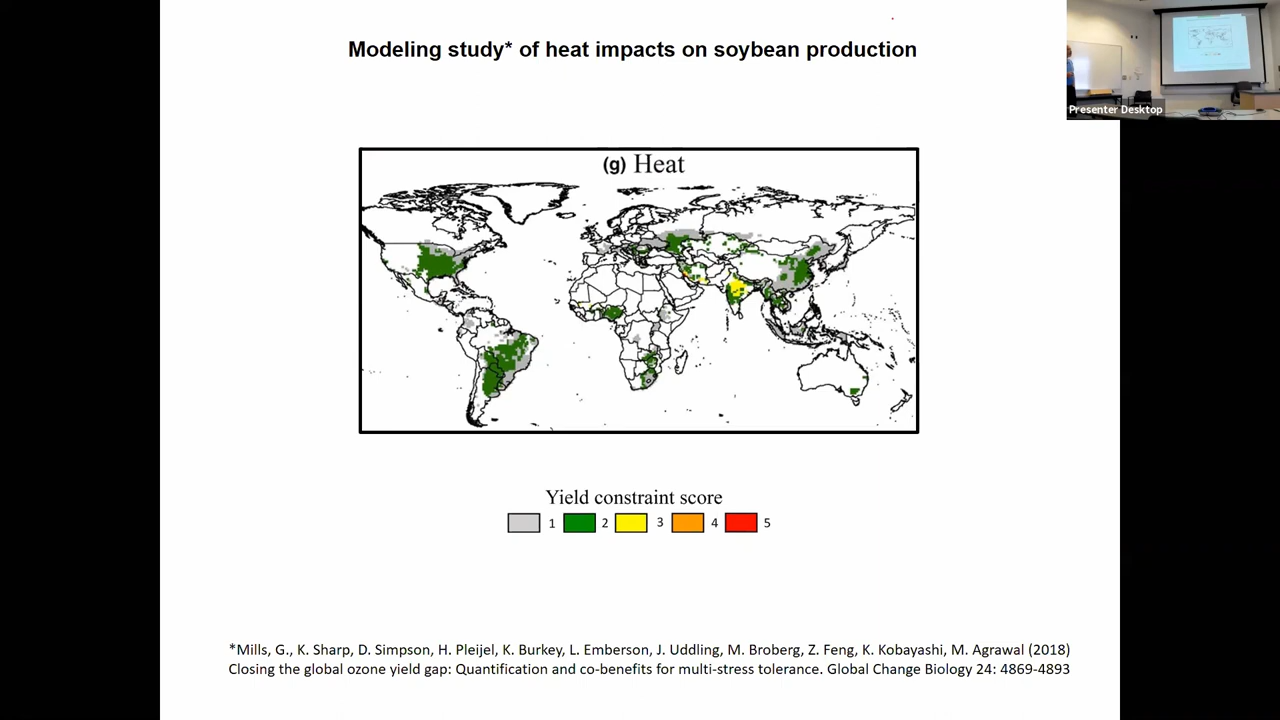 Modeling study* of heat impacts on soybean production
Presenter Desktop
(g) Heat
Yield constraint score
1 2 3 4 5
*Mills, G., K. Sharp, D. Simpson, H. Pleijel, K. Burkey, L. Emberson, J. Uddling, M. Broberg, Z. Feng, K. Kobayashi, M. Agrawal (2018)
Closing the global ozone yield gap: Quantification and co-benefits for multi-stress tolerance. Global Change Biology 24: 4869-4893